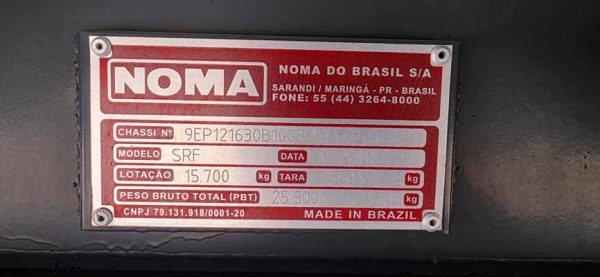 NOMA
NOMA DO BRASIL S/A
SARANDI / MARINGÁ - PR - BRASIL
FONE: 55 (44) 3264-8000
CHASSI Nº 9EP121630B100
MODELO SRF DATA
LOTAÇÃO 15.700 kg TARA kg
PESO BRUTO TOTAL (PBT) 25.500 kg
CNPJ 79.131.918/0001-20 MADE IN BRAZIL